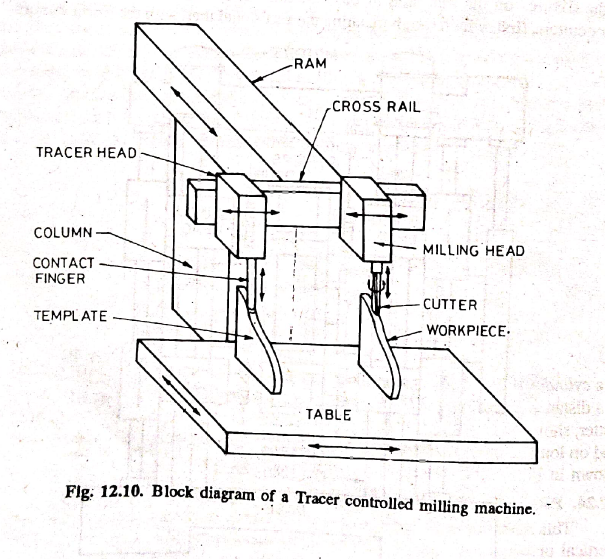 RAM
CROSS RAIL
TRACER HEAD
COLUMN
MILLING HEAD
CONTACT
FINGER
CUTTER
TEMPLATE
WORKPIECE.
TABLE
Fig. 12.10. Block diagram of a Tracer controlled milling machine.